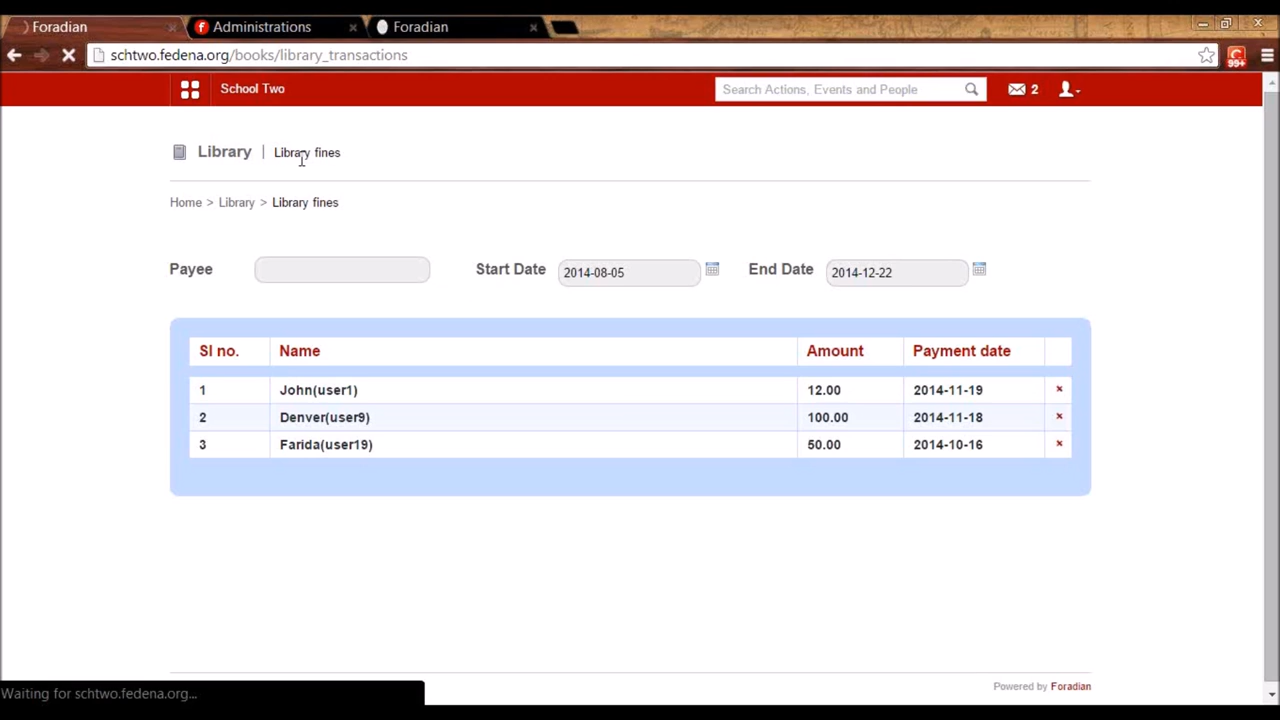 Foradian Administrations Foradian
schtwo.fedena.org/books/library_transactions
99+
School Two Search Actions, Events and People 2
Library | Library fines
Home > Library > Library fines
Payee Start Date 2014-08-05 End Date 2014-12-22
Sl no. Name Amount Payment date
1 John(user1) 12.00 2014-11-19
2 Denver(user9) 100.00 2014-11-18
3 Farida(user19) 50.00 2014-10-16
Powered by Foradian
Waiting for schtwo.fedena.org...